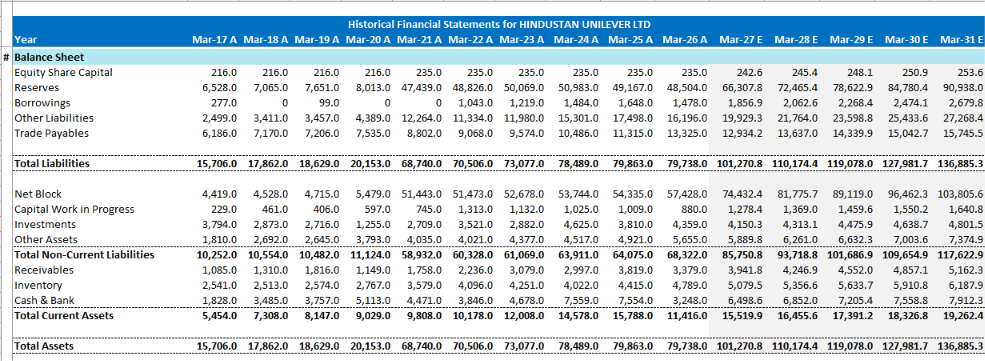 Historical Financial Statements for HINDUSTAN UNILEVER LTD
Year Mar-17 A Mar-18 A Mar-19 A Mar-20 A Mar-21 A Mar-22 A Mar-23 A Mar-24 A Mar-25 A Mar-26 A Mar-27 E Mar-28 E Mar-29 E Mar-30 E Mar-31 E
# Balance Sheet
Equity Share Capital 216.0 216.0 216.0 216.0 235.0 235.0 235.0 235.0 235.0 235.0 242.6 245.4 248.1 250.9 253.6
Reserves 6,528.0 7,065.0 7,651.0 8,013.0 47,439.0 48,826.0 50,069.0 50,983.0 49,167.0 48,504.0 66,307.8 72,465.4 78,622.9 84,780.4 90,938.0
Borrowings 277.0 0 99.0 0 0 1,043.0 1,219.0 1,484.0 1,648.0 1,478.0 1,856.9 2,062.6 2,268.4 2,474.1 2,679.8
Other Liabilities 2,499.0 3,411.0 3,457.0 4,389.0 12,264.0 11,334.0 11,980.0 15,301.0 17,498.0 16,196.0 19,929.3 21,764.0 23,598.8 25,433.6 27,268.4
Trade Payables 6,186.0 7,170.0 7,206.0 7,535.0 8,802.0 9,068.0 9,574.0 10,486.0 11,315.0 13,325.0 12,934.2 13,637.0 14,339.9 15,042.7 15,745.5
Total Liabilities 15,706.0 17,862.0 18,629.0 20,153.0 68,740.0 70,506.0 73,077.0 78,489.0 79,863.0 79,738.0 101,270.8 110,174.4 119,078.0 127,981.7 136,885.3
Net Block 4,419.0 4,528.0 4,715.0 5,479.0 51,443.0 51,473.0 52,678.0 53,744.0 54,335.0 57,428.0 74,432.4 81,775.7 89,119.0 96,462.3 103,805.6
Capital Work in Progress 229.0 461.0 406.0 597.0 745.0 1,313.0 1,132.0 1,025.0 1,009.0 880.0 1,278.4 1,369.0 1,459.6 1,550.2 1,640.8
Investments 3,794.0 2,873.0 2,716.0 1,255.0 2,709.0 3,521.0 2,882.0 4,625.0 3,810.0 4,359.0 4,150.3 4,313.1 4,475.9 4,638.7 4,801.5
Other Assets 1,810.0 2,692.0 2,645.0 3,793.0 4,035.0 4,021.0 4,377.0 4,517.0 4,921.0 5,655.0 5,889.8 6,261.0 6,632.3 7,003.6 7,374.9
Total Non-Current Liabilities 10,252.0 10,554.0 10,482.0 11,124.0 58,932.0 60,328.0 61,069.0 63,911.0 64,075.0 68,322.0 85,750.8 93,718.8 101,686.9 109,654.9 117,622.9
Receivables 1,085.0 1,310.0 1,816.0 1,149.0 1,758.0 2,236.0 3,079.0 2,997.0 3,819.0 3,379.0 3,941.8 4,246.9 4,552.0 4,857.1 5,162.3
Inventory 2,541.0 2,513.0 2,574.0 2,767.0 3,579.0 4,096.0 4,251.0 4,022.0 4,415.0 4,789.0 5,079.5 5,356.6 5,633.7 5,910.8 6,187.9
Cash & Bank 1,828.0 3,485.0 3,757.0 5,113.0 4,471.0 3,846.0 4,678.0 7,559.0 7,554.0 3,248.0 6,498.6 6,852.0 7,205.4 7,558.8 7,912.3
Total Current Assets 5,454.0 7,308.0 8,147.0 9,029.0 9,808.0 10,178.0 12,008.0 14,578.0 15,788.0 11,416.0 15,519.9 16,455.6 17,391.2 18,326.8 19,262.4
Total Assets 15,706.0 17,862.0 18,629.0 20,153.0 68,740.0 70,506.0 73,077.0 78,489.0 79,863.0 79,738.0 101,270.8 110,174.4 119,078.0 127,981.7 136,885.3